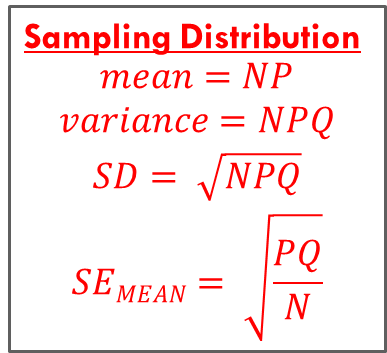 Sampling Distribution
mean = NP
variance = NPQ
SD = √NPQ
SE_MEAN = √(PQ/N)